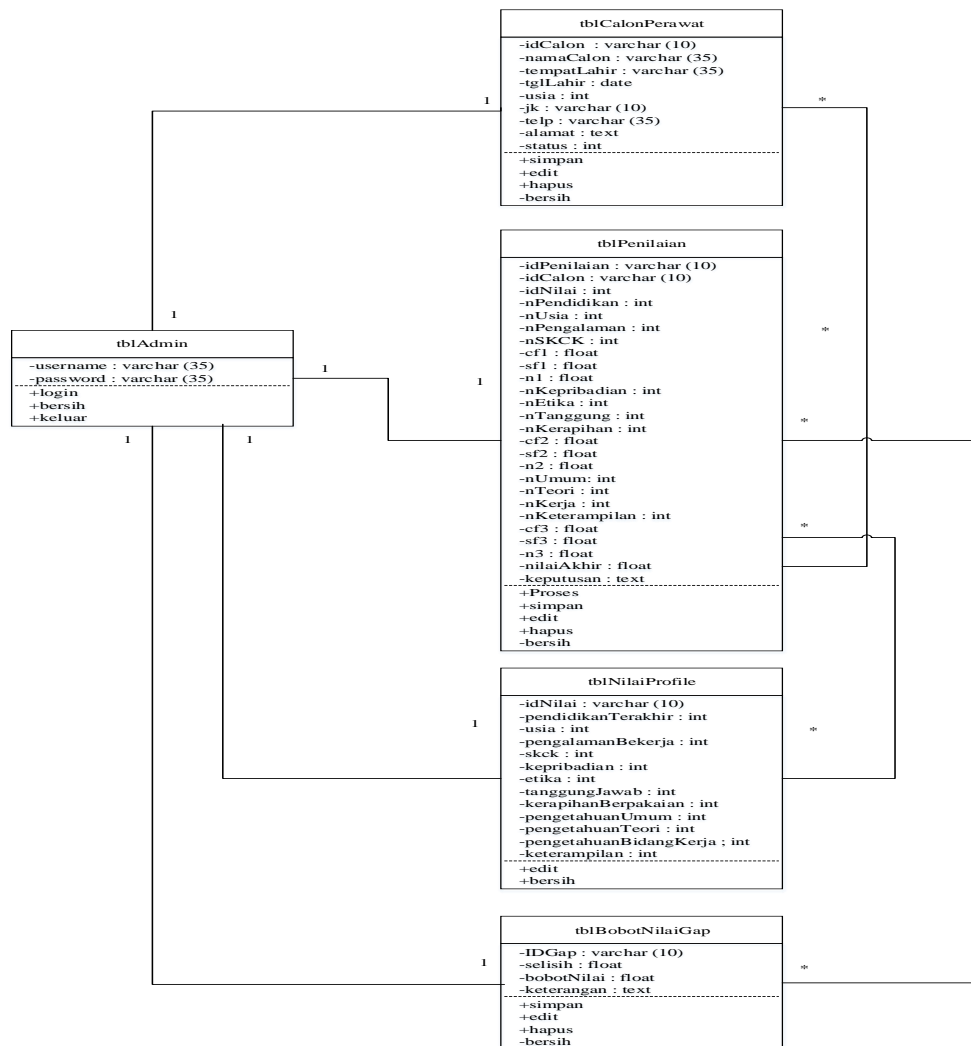 tblCalonPerawat
-idCalon : varchar (10)
-namaCalon : varchar (35)
-tempatLahir : varchar (35)
-tglLahir : date
-usia : int
-jk : varchar (10)
-telp : varchar (35)
-alamat : text
-status : int
+simpan
+edit
+hapus
-bersih
1
*
tblPenilaian
-idPenilaian : varchar (10)
-idCalon : varchar (10)
-idNilai : int
-nPendidikan : int
-nUsia : int
-nPengalaman : int
-nSKCK : int
-cf1 : float
-sf1 : float
-n1 : float
-nKepribadian : int
-nEtika : int
-nTanggung : int
-nKerapihan : int
-cf2 : float
-sf2 : float
-n2 : float
-nUmum: int
-nTeori : int
-nKerja : int
-nKeterampilan : int
-cf3 : float
-sf3 : float
-n3 : float
-nilaiAkhir : float
-keputusan : text
+Proses
+simpan
+edit
+hapus
-bersih
1
*
*
*
1
tblAdmin
-username : varchar (35)
-password : varchar (35)
+login
+bersih
+keluar
1
1
1
tblNilaiProfile
-idNilai : varchar (10)
-pendidikanTerakhir : int
-usia : int
-pengalamanBekerja : int
-skck : int
-kepribadian : int
-etika : int
-tanggungJawab : int
-kerapihanBerpakaian : int
-pengetahuanUmum : int
-pengetahuanTeori : int
-pengetahuanBidangKerja ; int
-keterampilan : int
+edit
+bersih
1
*
tblBobotNilaiGap
-IDGap : varchar (10)
-selisih : float
-bobotNilai : float
-keterangan : text
+simpan
+edit
+hapus
-bersih
1
*